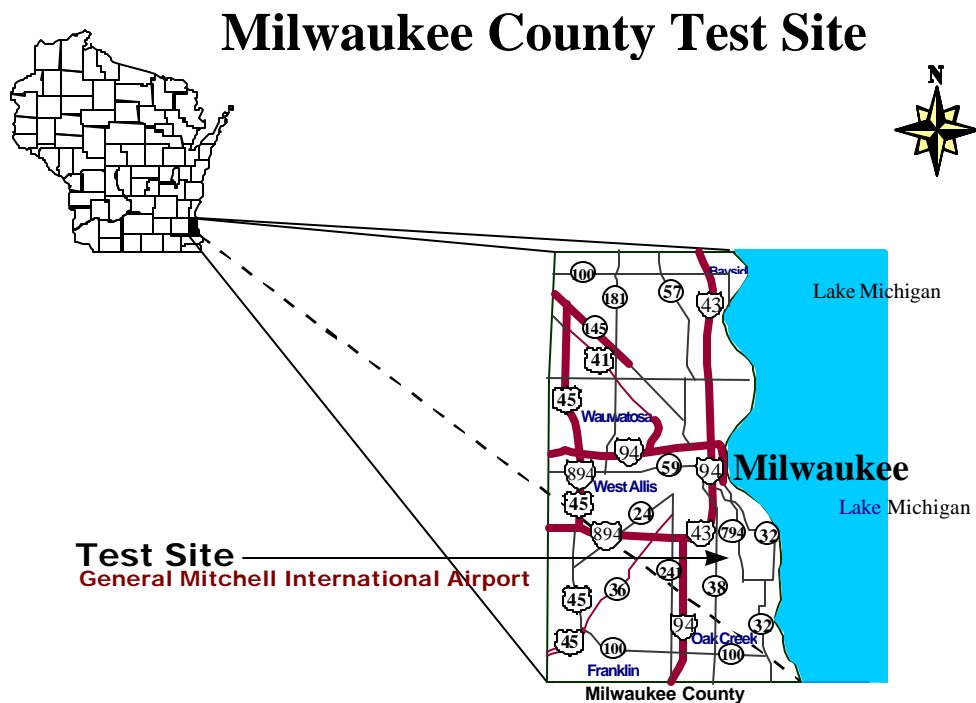 Milwaukee County Test Site
N
Baysid
100
Lake Michigan
181
57
43
145
41
45
Wauwatosa
94
59
94
Milwaukee
894
West Allis
45
24
Lake Michigan
894
43
794
32
Test Site
General Mitchell International Airport
241
36
38
45
94
32
Oak Creek
45
100
100
Franklin
Milwaukee County